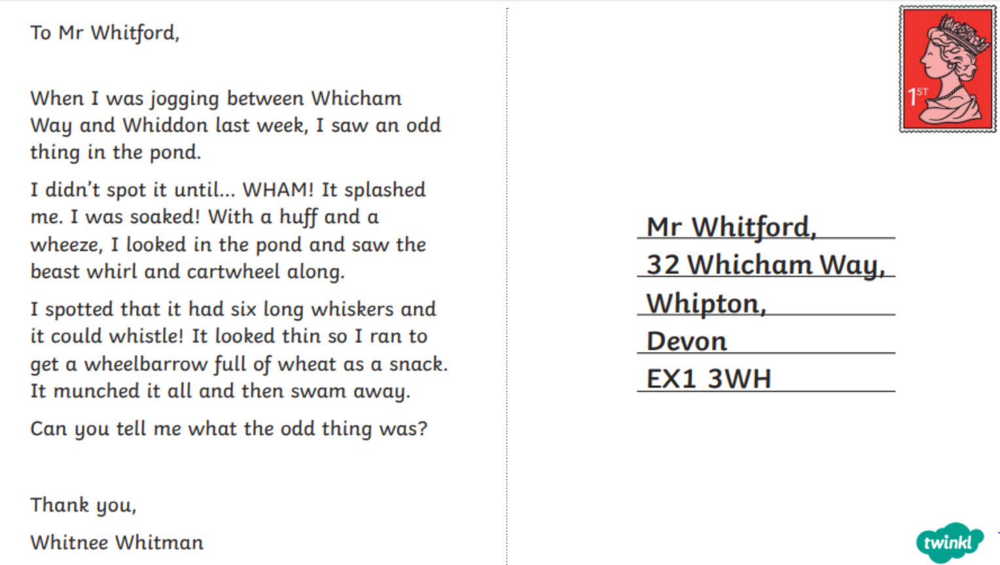 To Mr Whitford,
When I was jogging between Whicham
Way and Whiddon last week, I saw an odd
thing in the pond.
I didn't spot it until... WHAM! It splashed
me. I was soaked! With a huff and a
wheeze, I looked in the pond and saw the
beast whirl and cartwheel along.
I spotted that it had six long whiskers and
it could whistle! It looked thin so I ran to
get a wheelbarrow full of wheat as a snack.
It munched it all and then swam away.
Can you tell me what the odd thing was?
Thank you,
Whitnee Whitman
1ST
Mr Whitford,
32 Whicham Way,
Whipton,
Devon
EX1 3WH
twinkl